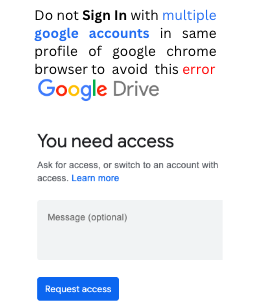 Do not Sign In with multiple
google accounts in same
profile of google chrome
browser to avoid this error
Google Drive
You need access
Ask for access, or switch to an account with
access. Learn more
Message (optional)
Request access